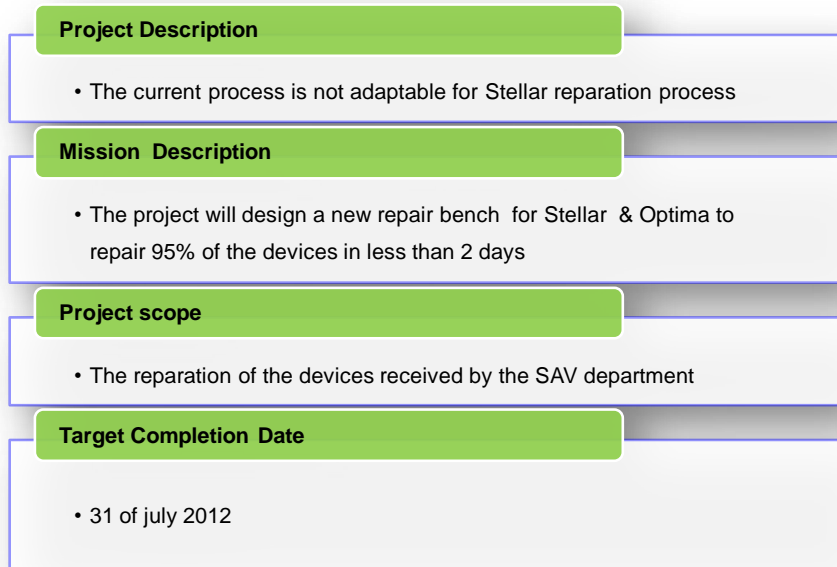 Project Description
• The current process is not adaptable for Stellar reparation process
Mission Description
• The project will design a new repair bench for Stellar & Optima to
repair 95% of the devices in less than 2 days
Project scope
• The reparation of the devices received by the SAV department
Target Completion Date
• 31 of july 2012